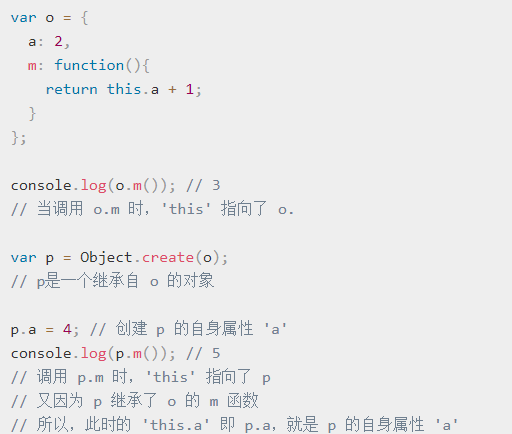 var o = {
  a: 2,
  m: function(){
    return this.a + 1;
  }
};

console.log(o.m()); // 3
// 当调用 o.m 时，'this' 指向了 o.

var p = Object.create(o);
// p是一个继承自 o 的对象

p.a = 4; // 创建 p 的自身属性 'a'
console.log(p.m()); // 5
// 调用 p.m 时，'this' 指向了 p
// 又因为 p 继承了 o 的 m 函数
// 所以，此时的 'this.a' 即 p.a，就是 p 的自身属性 'a'